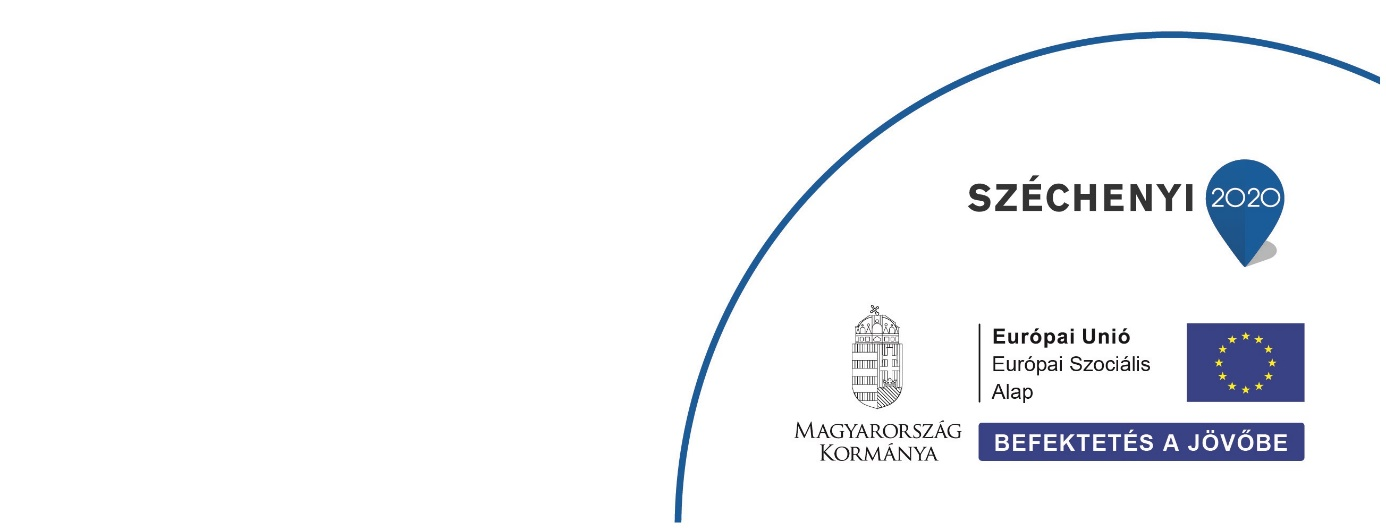 SZÉCHENYI 2020
Európai Unió
Európai Szociális
Alap
MAGYARORSZÁG
KORMÁNYA
BEFEKTETÉS A JÖVŐBE